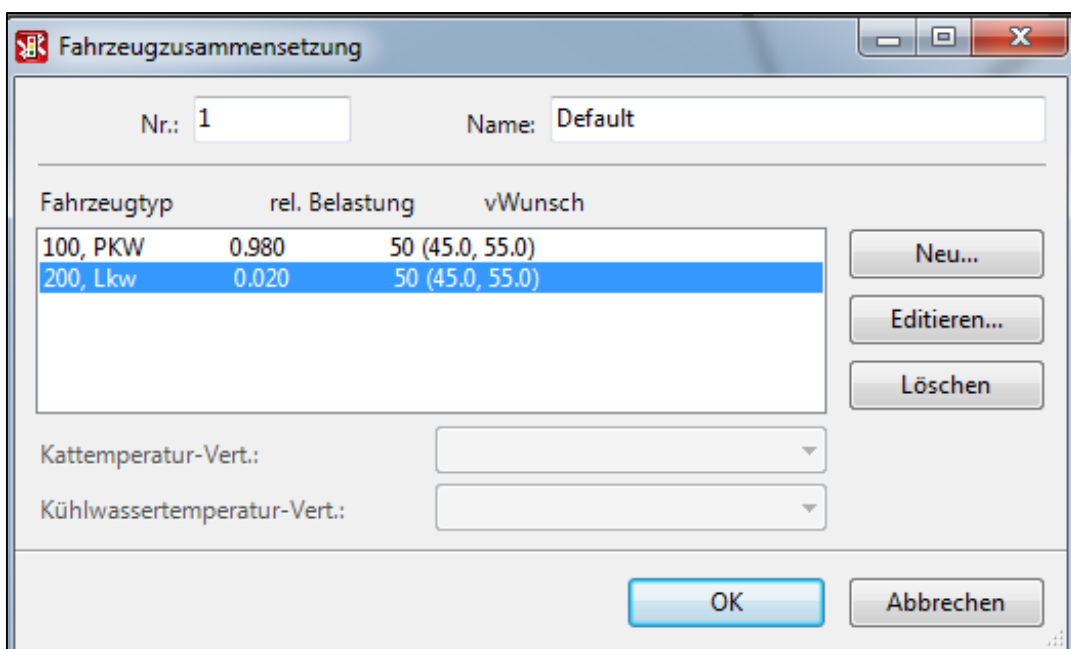 Fahrzeugzusammensetzung
Nr.: 1 Name: Default
Fahrzeugtyp rel. Belastung vWunsch
100, PKW 0.980 50 (45.0, 55.0)
200, Lkw 0.020 50 (45.0, 55.0)
Neu...
Editieren...
Löschen
Kattemperatur-Vert.:
Kühlwassertemperatur-Vert.:
OK Abbrechen